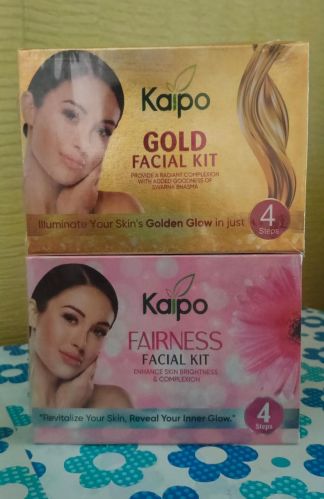 Kaipo
GOLD
FACIAL KIT
PROVIDE A RADIANT COMPLEXION
WITH ADDED GOODNESS OF
SWARNA BHASMA
Illuminate Your Skin's Golden Glow in just
4
Steps
Kaipo
FAIRNESS
FACIAL KIT
ENHANCE SKIN BRIGHTNESS
& COMPLEXION
"Revitalize Your Skin, Reveal Your Inner Glow."
4
Steps